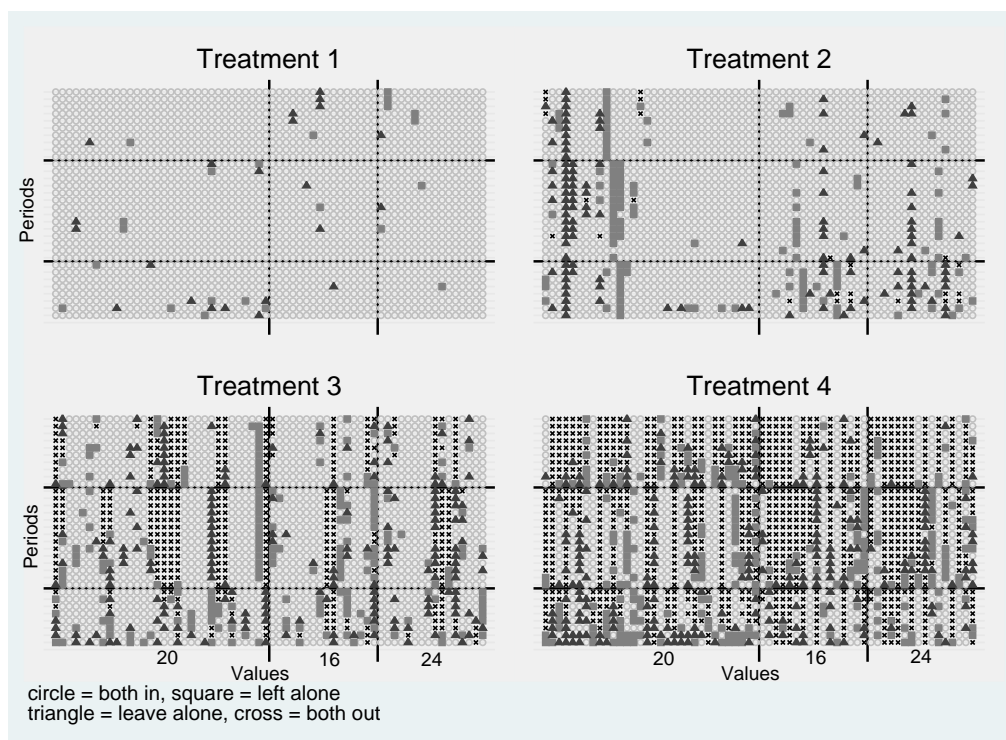 Treatment 1
Treatment 2
Periods
Treatment 3
Treatment 4
Periods
20
16
24
20
16
24
Values
Values
circle = both in, square = left alone
triangle = leave alone, cross = both out